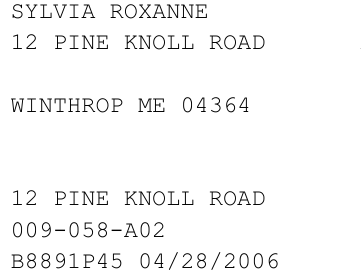 SYLVIA ROXANNE
12 PINE KNOLL ROAD
WINTHROP ME 04364
12 PINE KNOLL ROAD
009-058-A02
B8891P45 04/28/2006